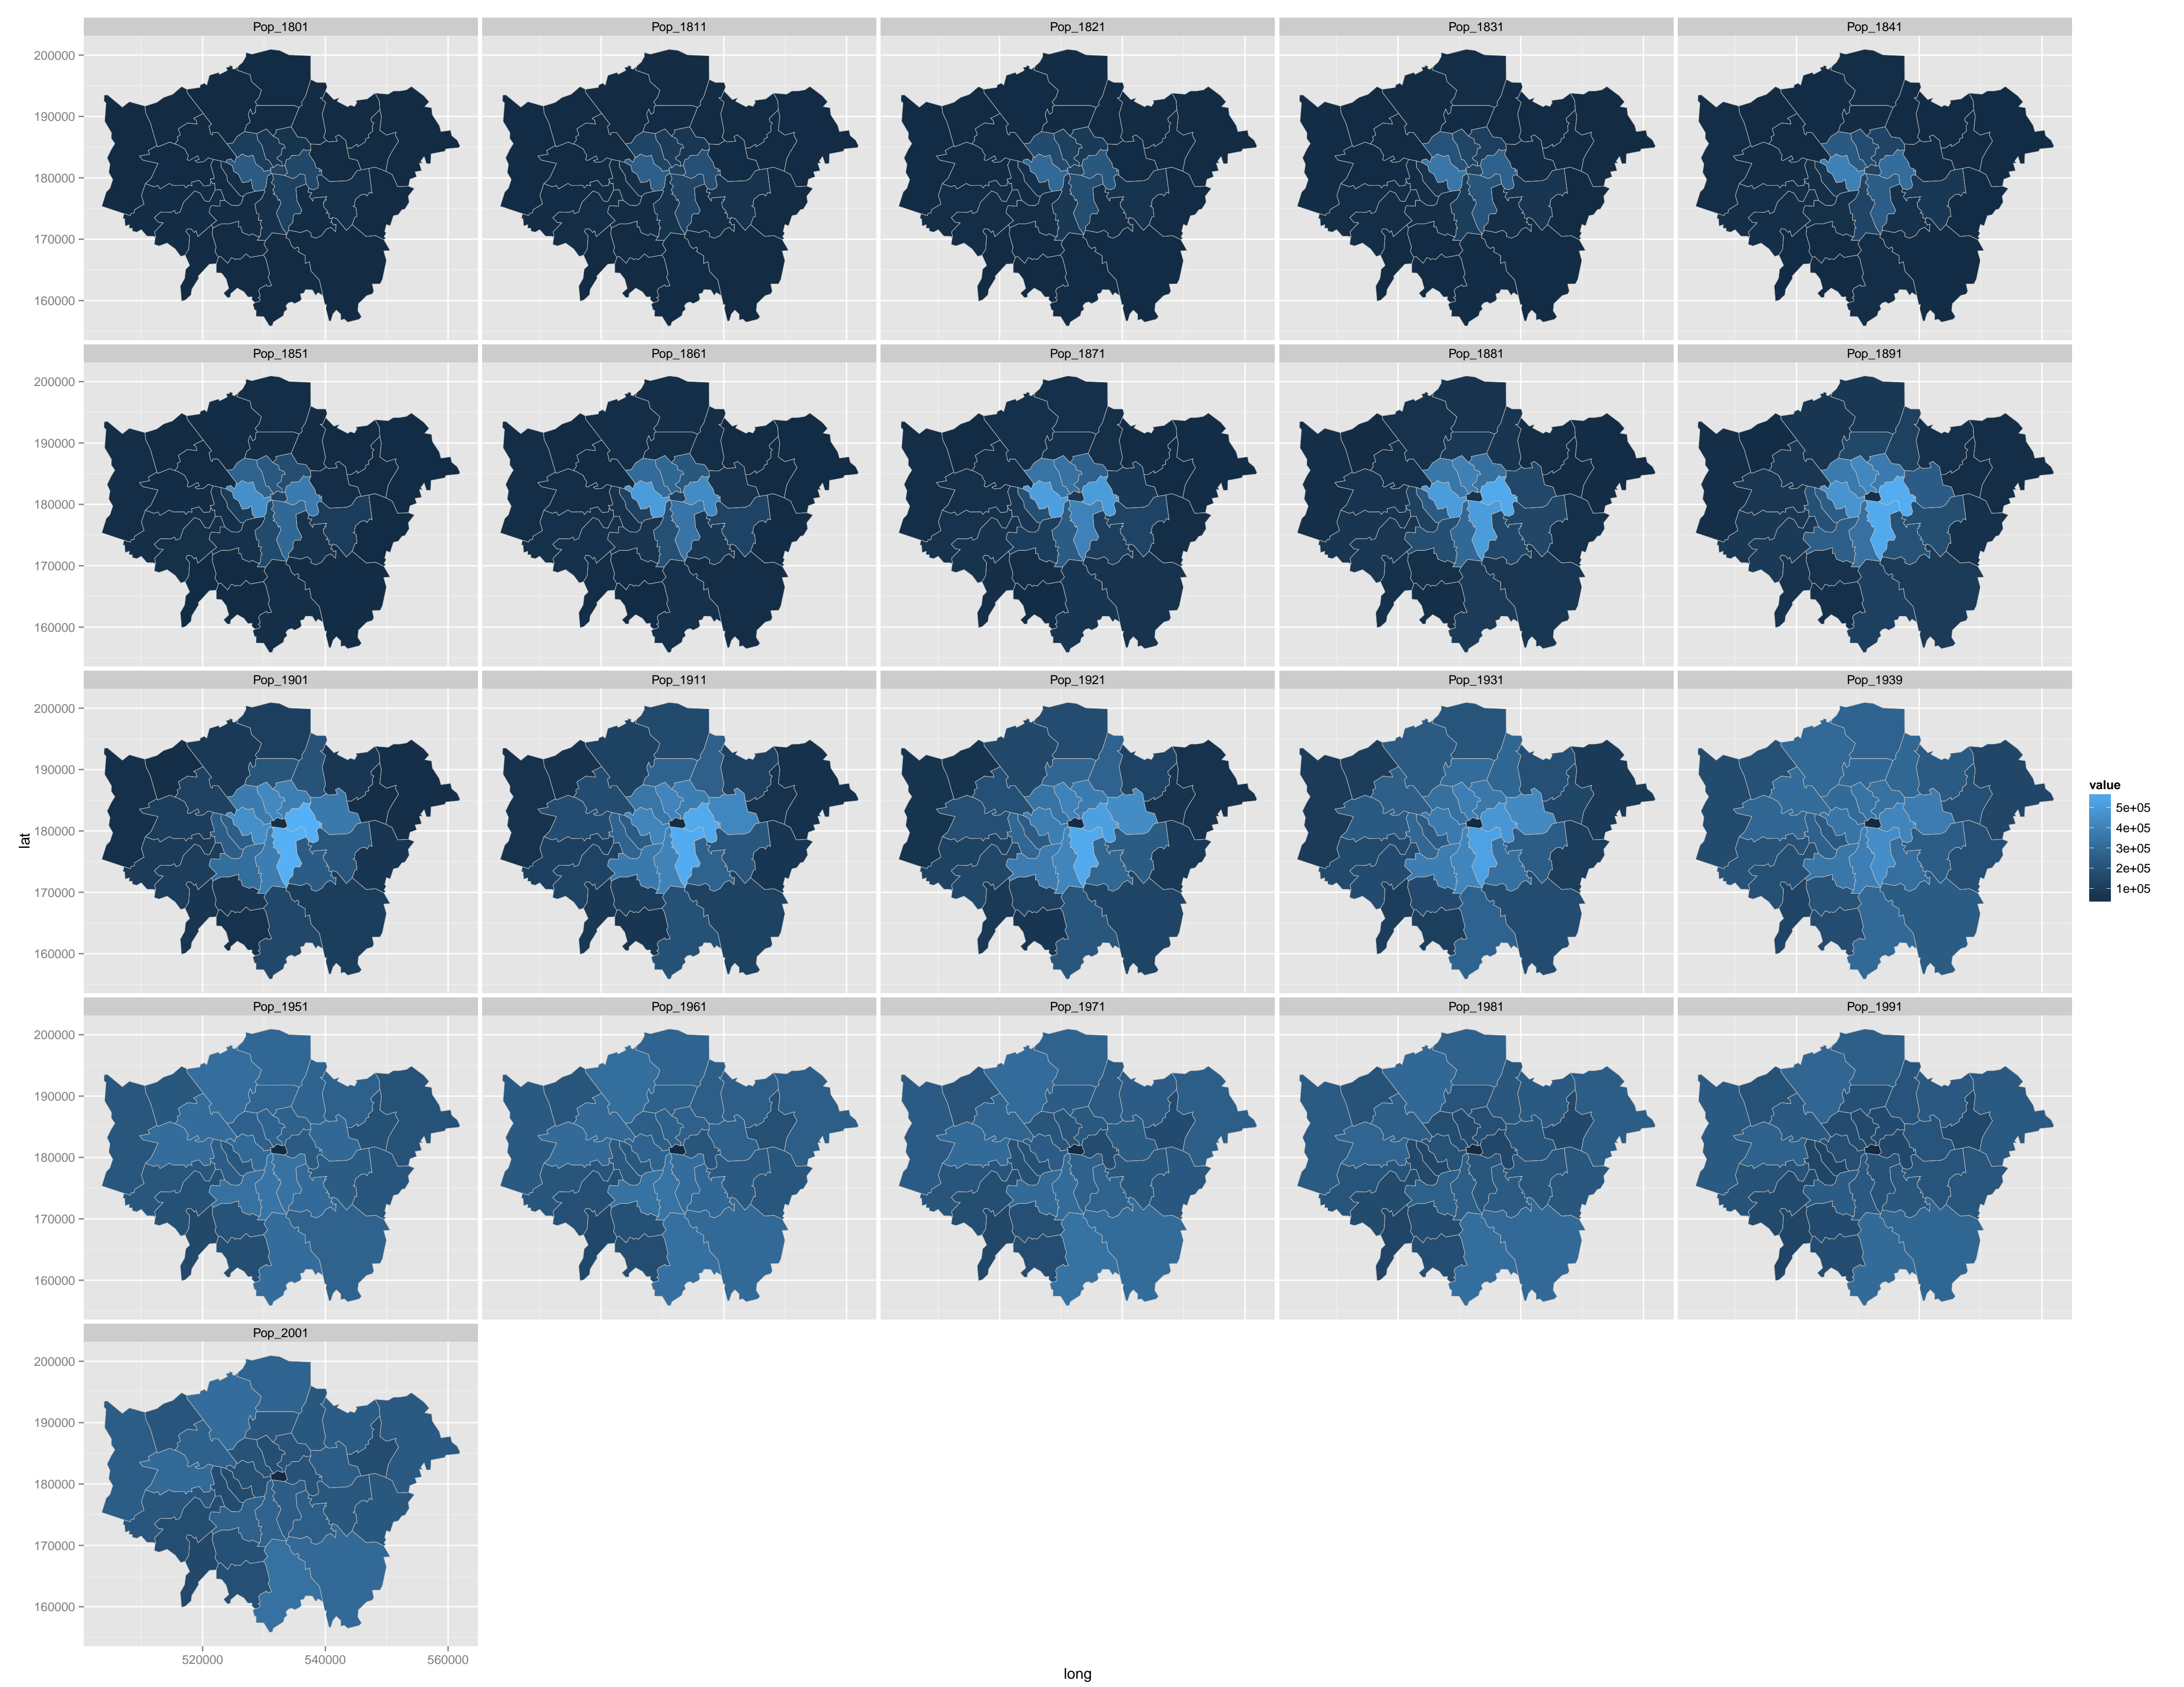 Pop_1801 Pop_1811 Pop_1821 Pop_1831 Pop_1841
200000
190000
180000
170000
160000
Pop_1851 Pop_1861 Pop_1871 Pop_1881 Pop_1891
200000
190000
180000
170000
160000
Pop_1901 Pop_1911 Pop_1921 Pop_1931 Pop_1939
200000
190000
180000
170000
160000
lat
value
5e+05
4e+05
3e+05
2e+05
1e+05
Pop_1951 Pop_1961 Pop_1971 Pop_1981 Pop_1991
200000
190000
180000
170000
160000
Pop_2001
200000
190000
180000
170000
160000
520000 540000 560000
long